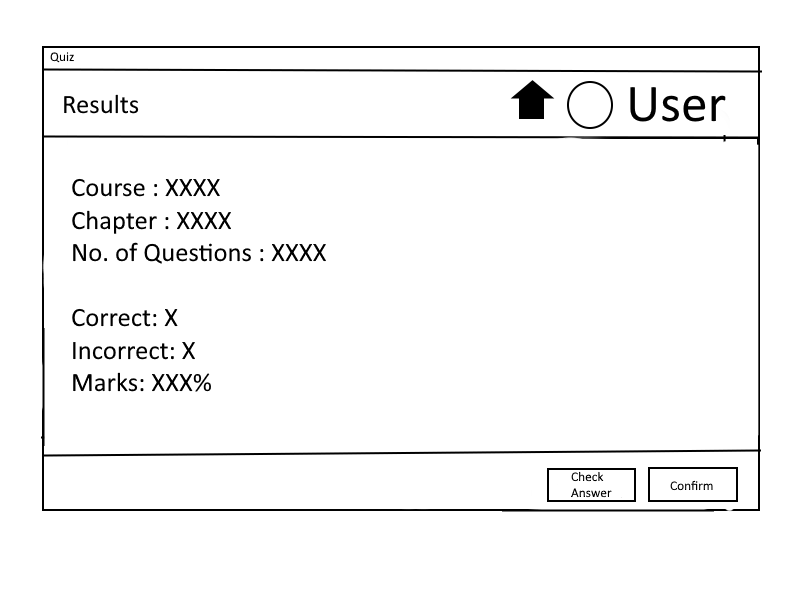 Quiz
Results
User
Course : XXXX
Chapter : XXXX
No. of Questions : XXXX
Correct: X
Incorrect: X
Marks: XXX%
Check
Answer
Confirm